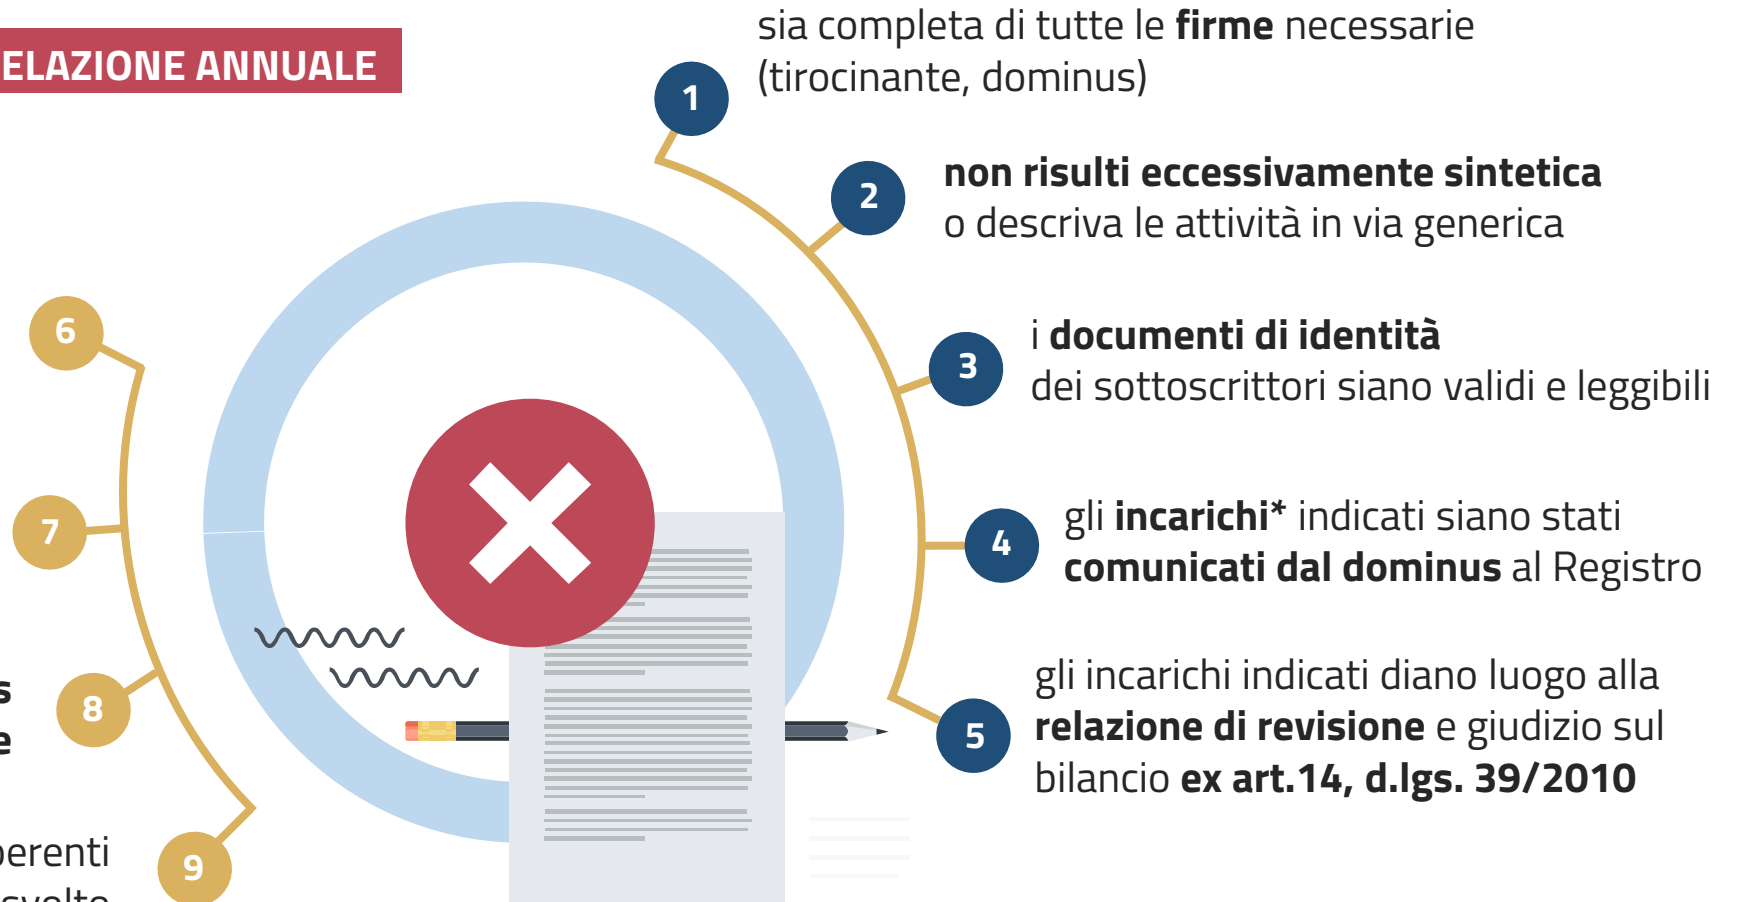 ELAZIONE ANNUALE
sia completa di tutte le firme necessarie
(tirocinante, dominus)
1
2
non risulti eccessivamente sintetica
o descriva le attività in via generica
3
i documenti di identità
dei sottoscrittori siano validi e leggibili
4
gli incarichi* indicati siano stati
comunicati dal dominus al Registro
5
gli incarichi indicati diano luogo alla
relazione di revisione e giudizio sul
bilancio ex art.14, d.lgs. 39/2010
6
7
s
8
e
perenti
9
svolto